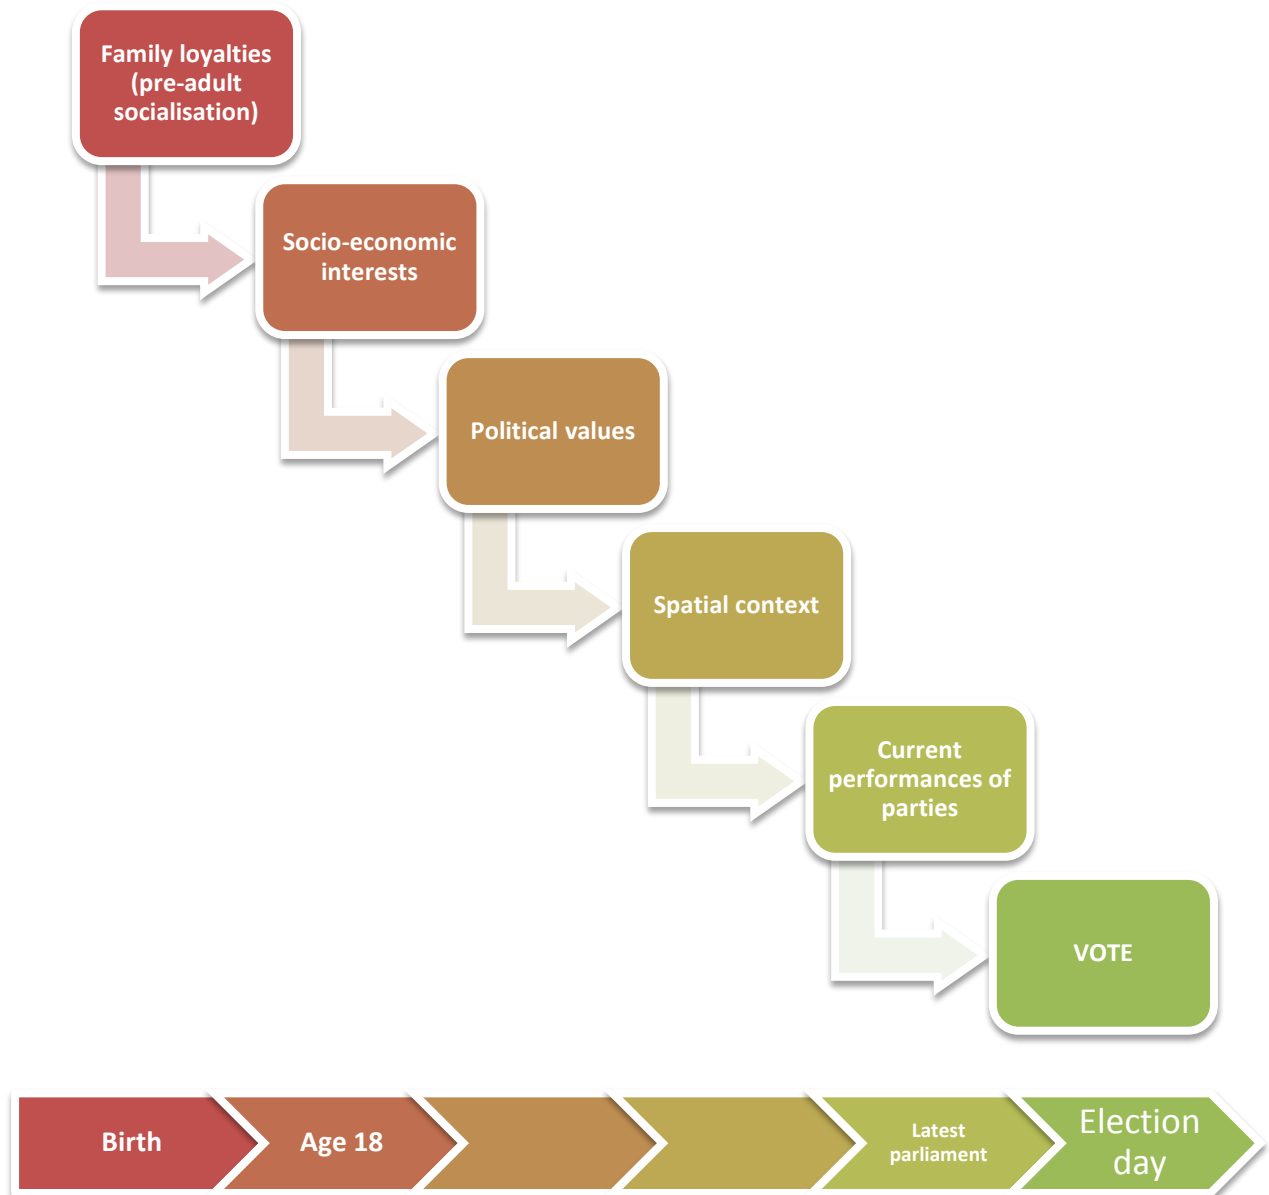 Family loyalties
(pre-adult
socialisation)
Socio-economic
interests
Political values
Spatial context
Current
performances of
parties
VOTE
Birth
Age 18
Latest
parliament
Election
day